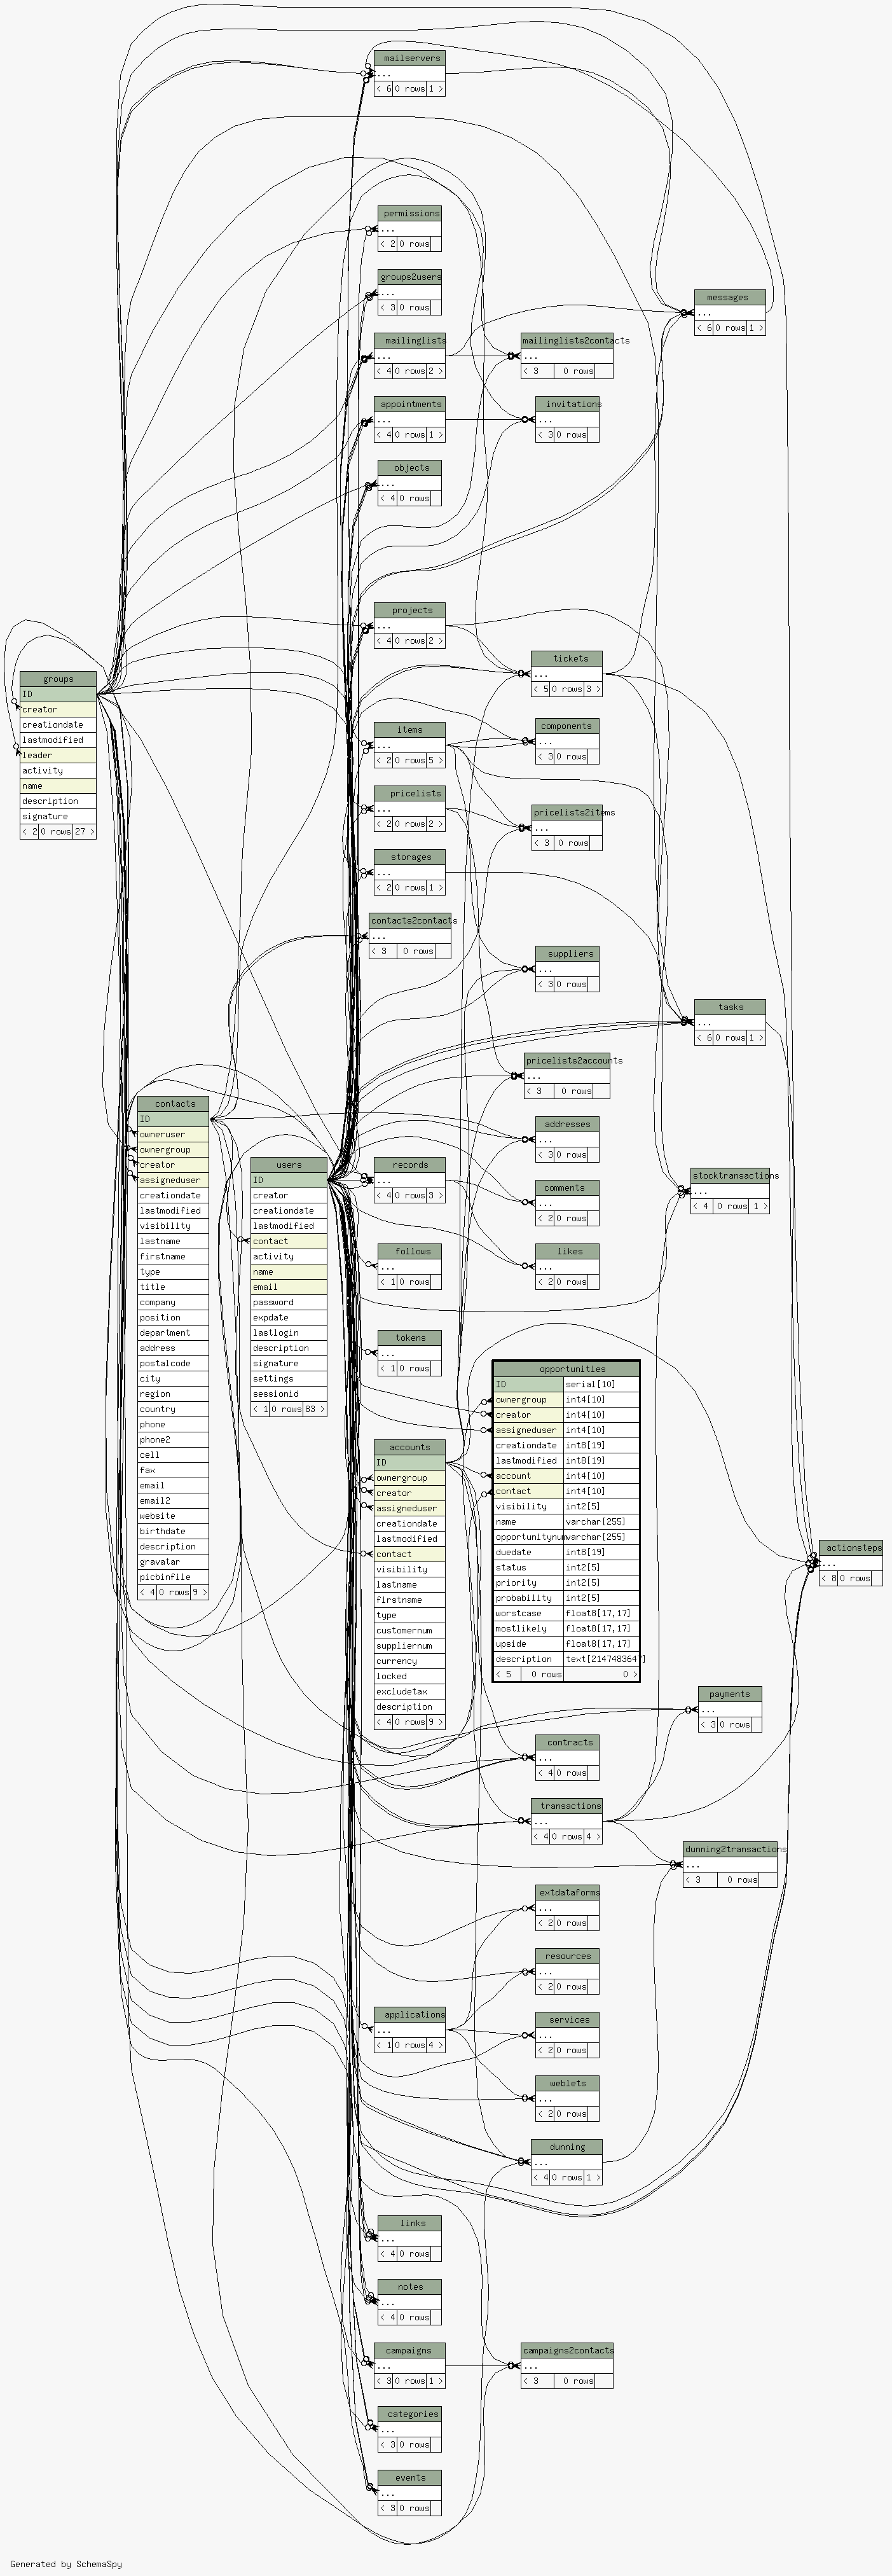 mailservers
...
< 6 0 rows 1 >
permissions
...
< 2 0 rows
groups2users
...
< 3 0 rows
messages
...
< 6 0 rows 1 >
mailinglists
...
< 4 0 rows 2 >
mailinglists2contacts
...
< 3 0 rows
appointments
...
< 4 0 rows 1 >
invitations
...
< 3 0 rows
objects
...
< 4 0 rows
projects
...
< 4 0 rows 2 >
tickets
...
< 5 0 rows 3 >
groups
ID
creator
creationdate
lastmodified
leader
activity
name
description
signature
< 2 0 rows 27 >
items
...
< 2 0 rows 5 >
components
...
< 3 0 rows
pricelists
...
< 2 0 rows 2 >
pricelists2items
...
< 3 0 rows
storages
...
< 2 0 rows 1 >
contacts2contacts
...
< 3 0 rows
suppliers
...
< 3 0 rows
tasks
...
< 6 0 rows 1 >
pricelists2accounts
...
< 3 0 rows
contacts
ID
owneruser
ownergroup
creator
assigneduser
creationdate
lastmodified
visibility
lastname
firstname
type
title
company
position
department
address
postalcode
city
region
country
phone
phone2
cell
fax
email
email2
website
birthdate
description
gravatar
picbinfile
< 4 0 rows 9 >
users
ID
creator
creationdate
lastmodified
contact
activity
name
email
password
expdate
lastlogin
description
signature
settings
sessionid
< 1 0 rows 83 >
addresses
...
< 3 0 rows
records
...
< 4 0 rows 3 >
comments
...
< 2 0 rows
stocktransactions
...
< 4 0 rows 1 >
follows
...
< 1 0 rows
likes
...
< 2 0 rows
tokens
...
< 1 0 rows
opportunities
ID serial[10]
ownergroup int4[10]
creator int4[10]
assigneduser int4[10]
creationdate int8[19]
lastmodified int8[19]
account int4[10]
contact int4[10]
visibility int2[5]
name varchar[255]
opportunitynum varchar[255]
duedate int8[19]
status int2[5]
priority int2[5]
probability int2[5]
worstcase float8[17,17]
mostlikely float8[17,17]
upside float8[17,17]
description text[2147483647]
< 5 0 rows 0 >
accounts
ID
ownergroup
creator
assigneduser
creationdate
lastmodified
contact
visibility
lastname
firstname
type
customernum
suppliernum
currency
locked
excludetax
description
< 4 0 rows 9 >
actionsteps
...
< 8 0 rows
payments
...
< 3 0 rows
contracts
...
< 4 0 rows
transactions
...
< 4 0 rows 4 >
dunning2transactions
...
< 3 0 rows
extdataforms
...
< 2 0 rows
resources
...
< 2 0 rows
applications
...
< 1 0 rows 4 >
services
...
< 2 0 rows
weblets
...
< 2 0 rows
dunning
...
< 4 0 rows 1 >
links
...
< 4 0 rows
notes
...
< 4 0 rows
campaigns
...
< 3 0 rows 1 >
campaigns2contacts
...
< 3 0 rows
categories
...
< 3 0 rows
events
...
< 3 0 rows
Generated by SchemaSpy